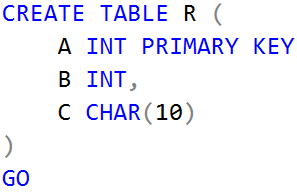 CREATE TABLE R (
    A INT PRIMARY KEY
    B INT,
    C CHAR(10)
)
GO